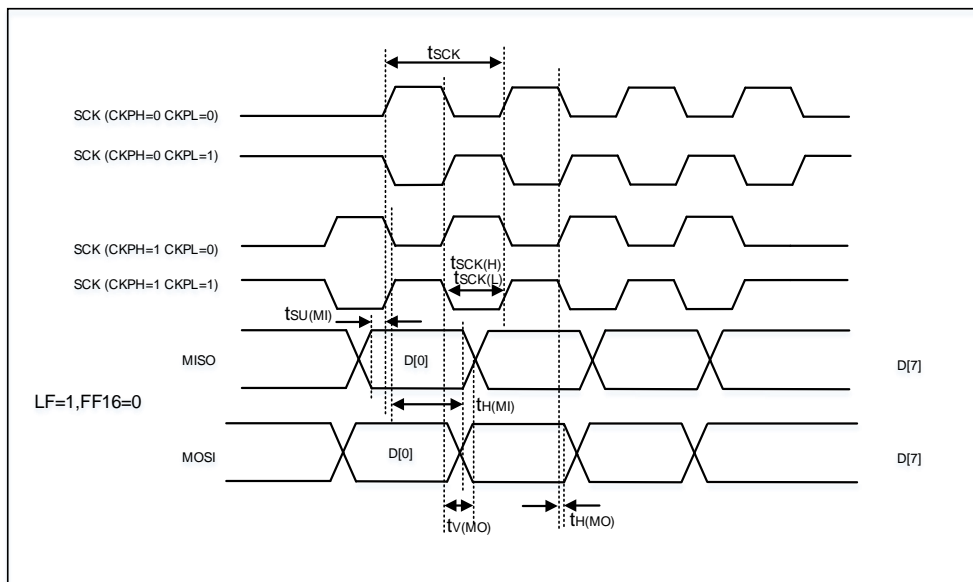 tSCK
SCK (CKPH=0 CKPL=0)
SCK (CKPH=0 CKPL=1)
SCK (CKPH=1 CKPL=0)
tSCK(H)
tSCK(L)
SCK (CKPH=1 CKPL=1)
tSU(MI)
MISO
D[0]
D[7]
LF=1,FF16=0
tH(MI)
MOSI
D[0]
D[7]
tV(MO)
tH(MO)